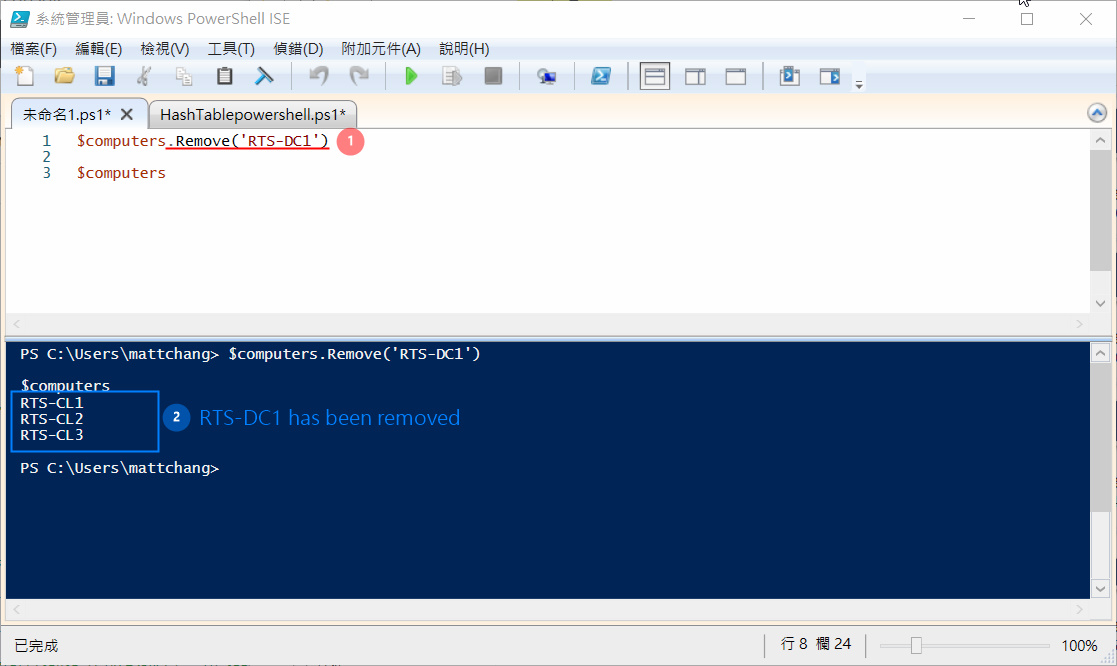 系統管理員: Windows PowerShell ISE
檔案(F) 編輯(E) 檢視(V) 工具(T) 偵錯(D) 附加元件(A) 說明(H)
未命名1.ps1* HashTablepowershell.ps1*
1 $computers.Remove('RTS-DC1') 1
2
3 $computers
PS C:\Users\mattchang> $computers.Remove('RTS-DC1')
$computers
RTS-CL1
RTS-CL2
RTS-CL3
2 RTS-DC1 has been removed
PS C:\Users\mattchang>
已完成 行 8 欄 24 100%